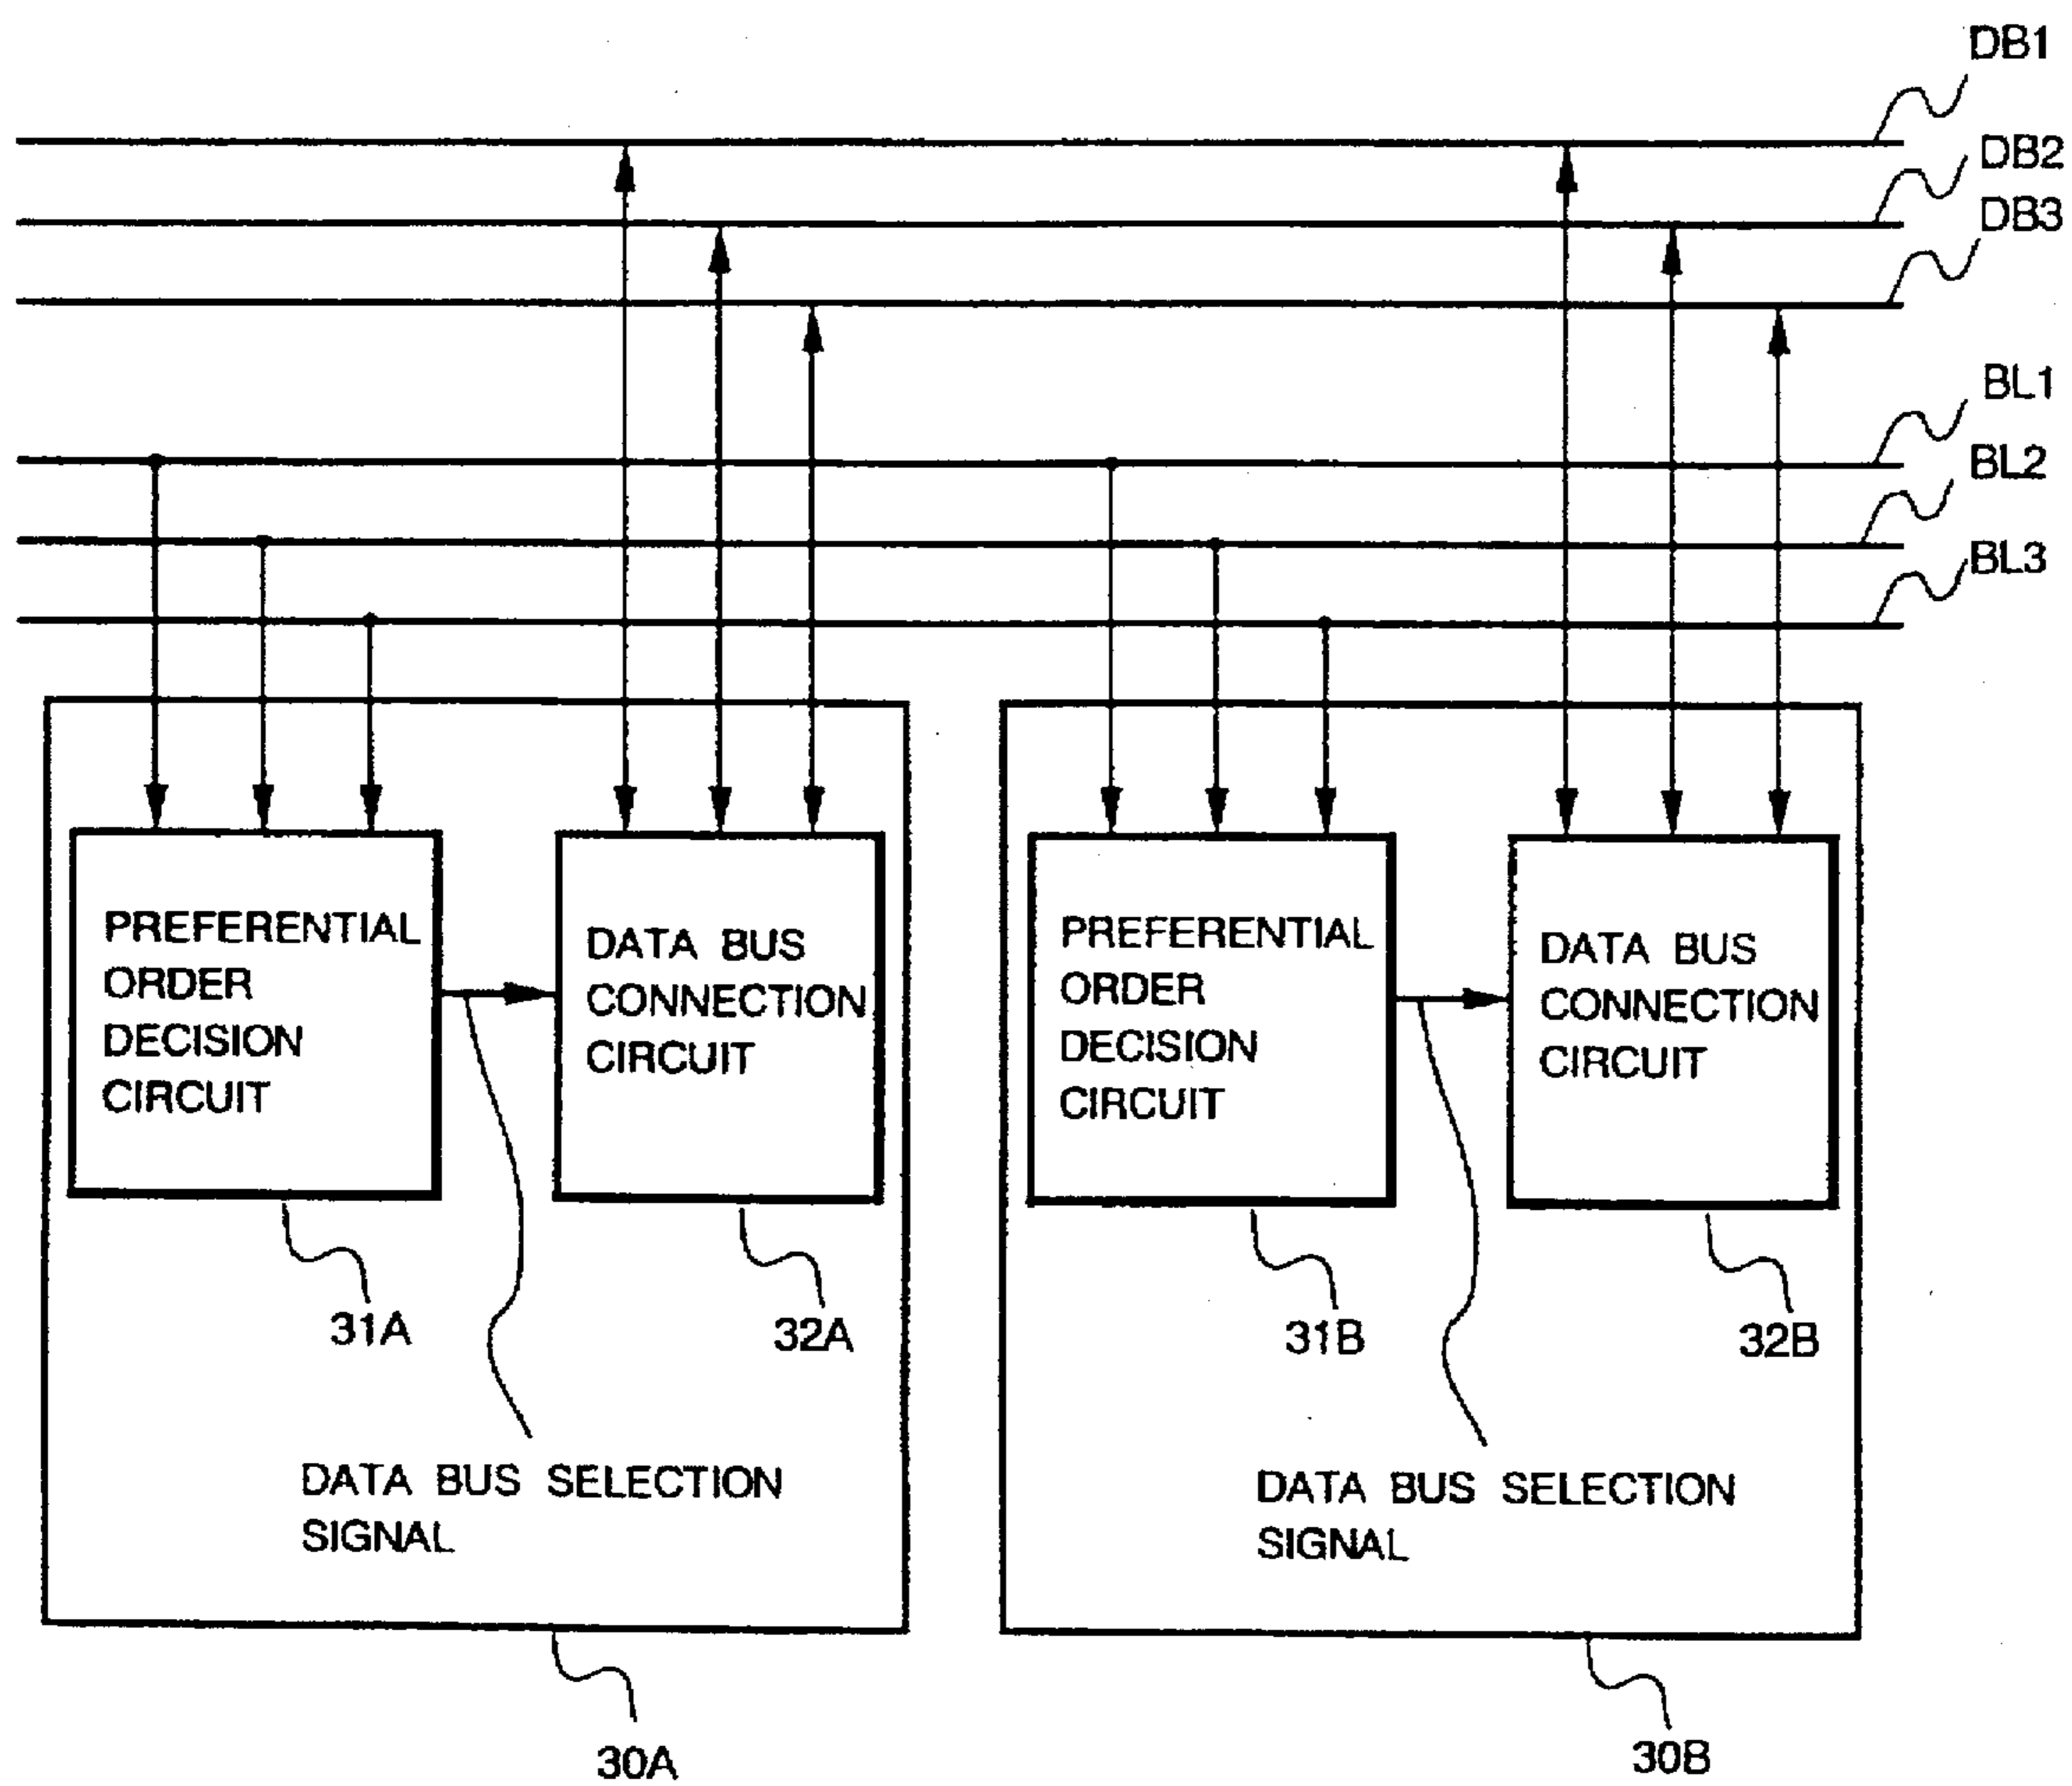 DB1
DB2
DB3
BL1
BL2
BL3
PREFERENTIAL
ORDER
DECISION
CIRCUIT
DATA BUS
CONNECTION
CIRCUIT
PREFERENTIAL
ORDER
DECISION
CIRCUIT
DATA BUS
CONNECTION
CIRCUIT
31A
32A
31B
32B
DATA BUS SELECTION
SIGNAL
DATA BUS SELECTION
SIGNAL
30A
30B